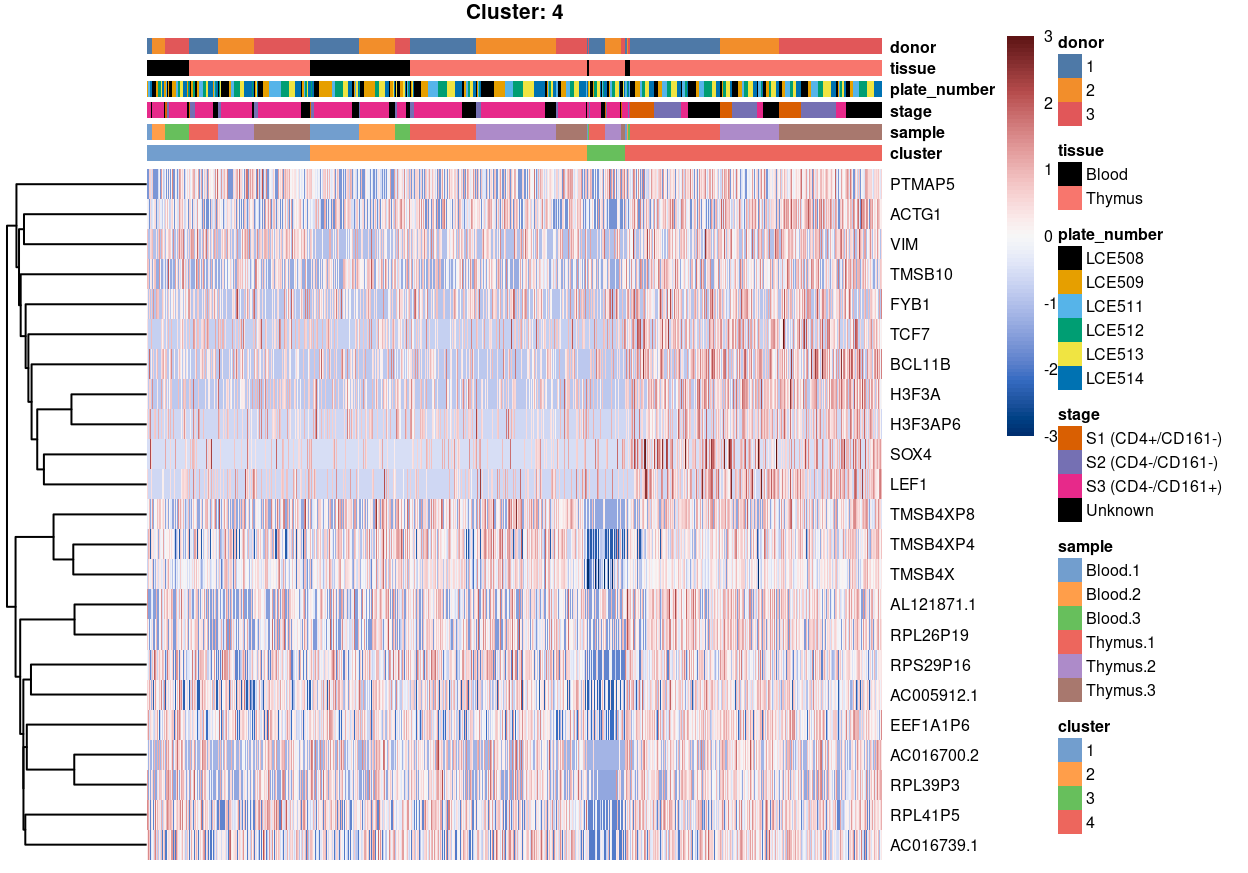 Cluster: 4
donor
tissue
plate_number
stage
sample
cluster
PTMAP5
ACTG1
VIM
TMSB10
FYB1
TCF7
BCL11B
H3F3A
H3F3AP6
SOX4
LEF1
TMSB4XP8
TMSB4XP4
TMSB4X
AL121871.1
RPL26P19
RPS29P16
AC005912.1
EEF1A1P6
AC016700.2
RPL39P3
RPL41P5
AC016739.1
3
2
1
0
-1
-2
-3
donor
1
2
3
tissue
Blood
Thymus
plate_number
LCE508
LCE509
LCE511
LCE512
LCE513
LCE514
stage
S1 (CD4+/CD161-)
S2 (CD4-/CD161-)
S3 (CD4-/CD161+)
Unknown
sample
Blood.1
Blood.2
Blood.3
Thymus.1
Thymus.2
Thymus.3
cluster
1
2
3
4